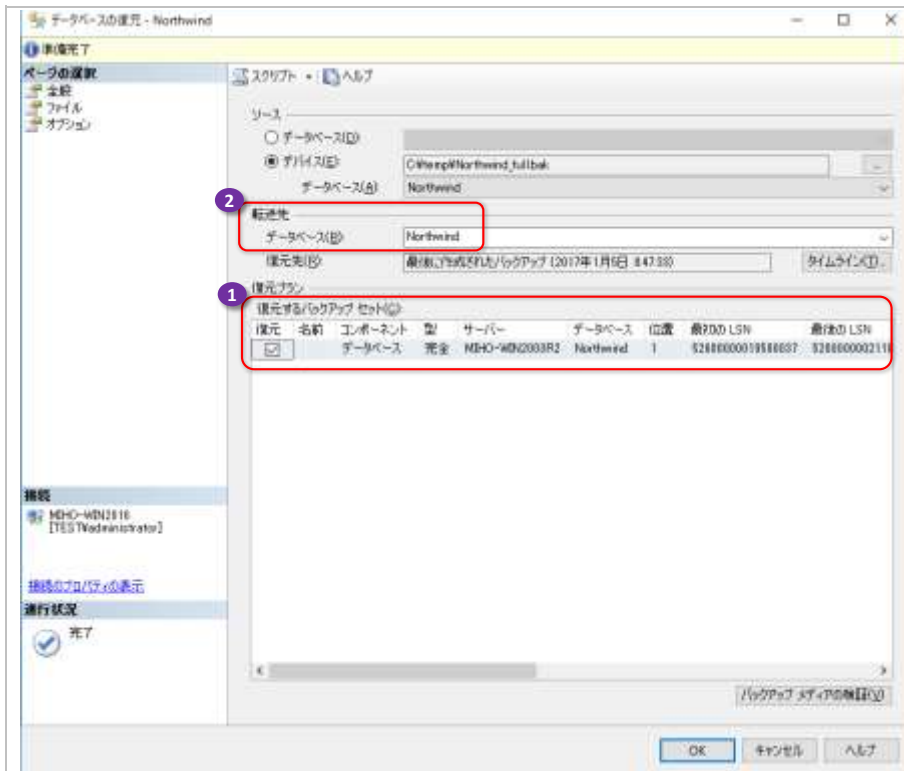 データベースの復元 - Northwind
準備完了
ページの選択
全般
ファイル
オプション
スクリプト
ヘルプ
ソース
データベース(D):
デバイス(E):
C:¥temp¥Northwind_full.bak
...
データベース(A):
Northwind
2
転送先
データベース(B):
Northwind
復元先(R):
最後に作成されたバックアップ (2017年1月5日 8:47:38)
タイムライン(T)...
1
復元プラン
復元するバックアップ セット(C):
復元 名前 コンポーネント 型 サーバー データベース 位置 最初の LSN 最後の LSN
データベース 完全 MIHO-WIN2003R2 Northwind 1
接続
MIHO-WIN2016
[TEST¥administrator]
接続のプロパティの表示
進行状況
完了
バックアップ メディアの検証(V)
OK キャンセル ヘルプ